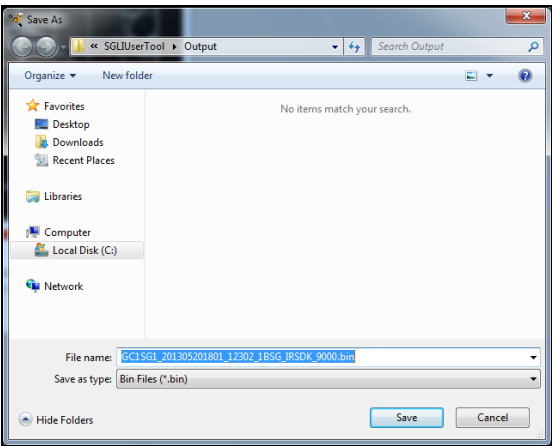 Save As
« SGLIUserTool ▸ Output
Search Output
Organize
New folder
Favorites
Desktop
Downloads
Recent Places
Libraries
Computer
Local Disk (C:)
Network
No items match your search.
File name: GC1SG1_201305201801_12302_1BSG_IRSDK_9000.bin
Save as type: Bin Files (*.bin)
Hide Folders
Save
Cancel